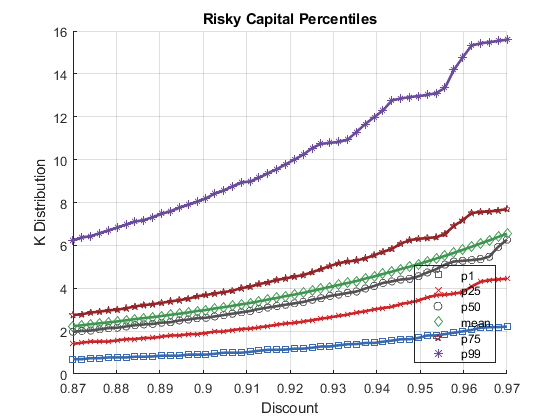 Risky Capital Percentiles
16
14
12
10
8
6
4
2
0
K Distribution
p1
p25
p50
mean
p75
p99
0.87 0.88 0.89 0.9 0.91 0.92 0.93 0.94 0.95 0.96 0.97
Discount